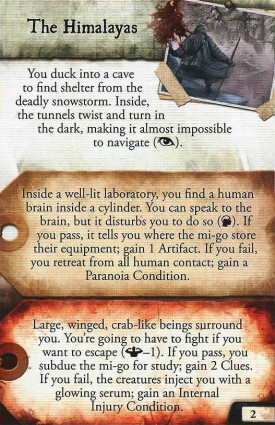 The Himalayas
You duck into a cave
to find shelter from the
deadly snowstorm. Inside,
the tunnels twist and turn in
the dark, making it almost impossible
to navigate ( ).
Inside a well-lit laboratory, you find a human
brain inside a cylinder. You can speak to the
brain, but it disturbs you to do so ( ). If
you pass, it tells you where the mi-go store
their equipment; gain 1 Artifact. If you fail,
you retreat from all human contact; gain a
Paranoia Condition.
Large, winged, crab-like beings surround
you. You're going to have to fight if you
want to escape ( –1). If you pass, you
subdue the mi-go for study; gain 2 Clues.
If you fail, the creatures inject you with a
glowing serum; gain an Internal
Injury Condition.
2